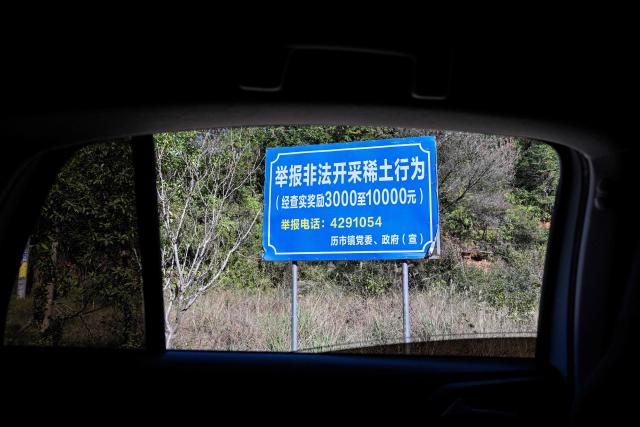 举报非法开采稀土行为
（经查实奖励3000至10000元）
举报电话：4291054
历市镇党委、政府（宣）